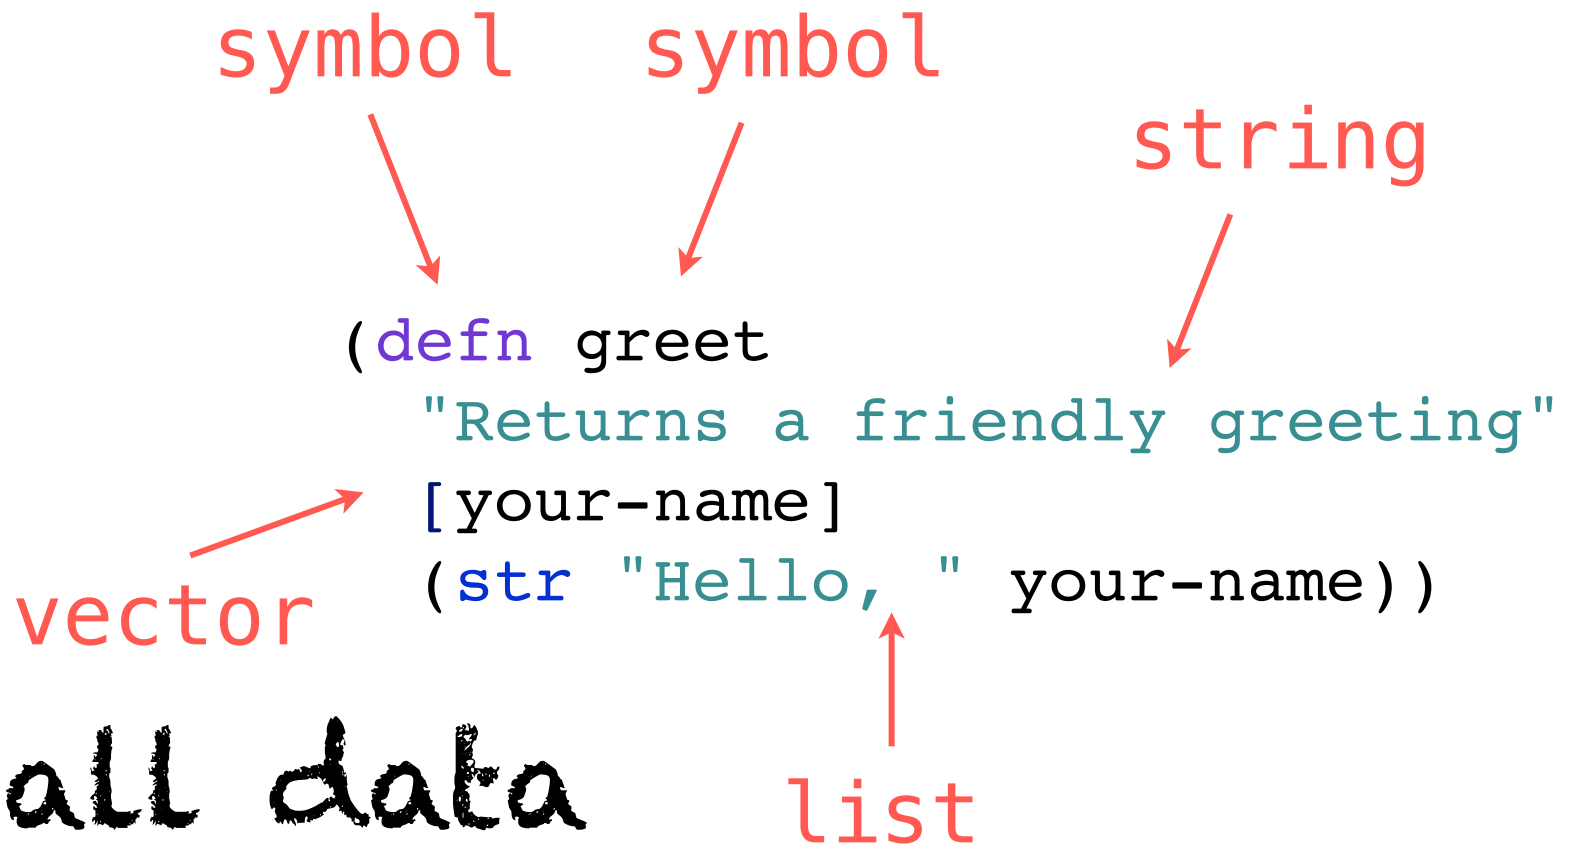 symbol symbol
string
(defn greet
"Returns a friendly greeting"
[your-name]
(str "Hello, " your-name))
vector
all data
list